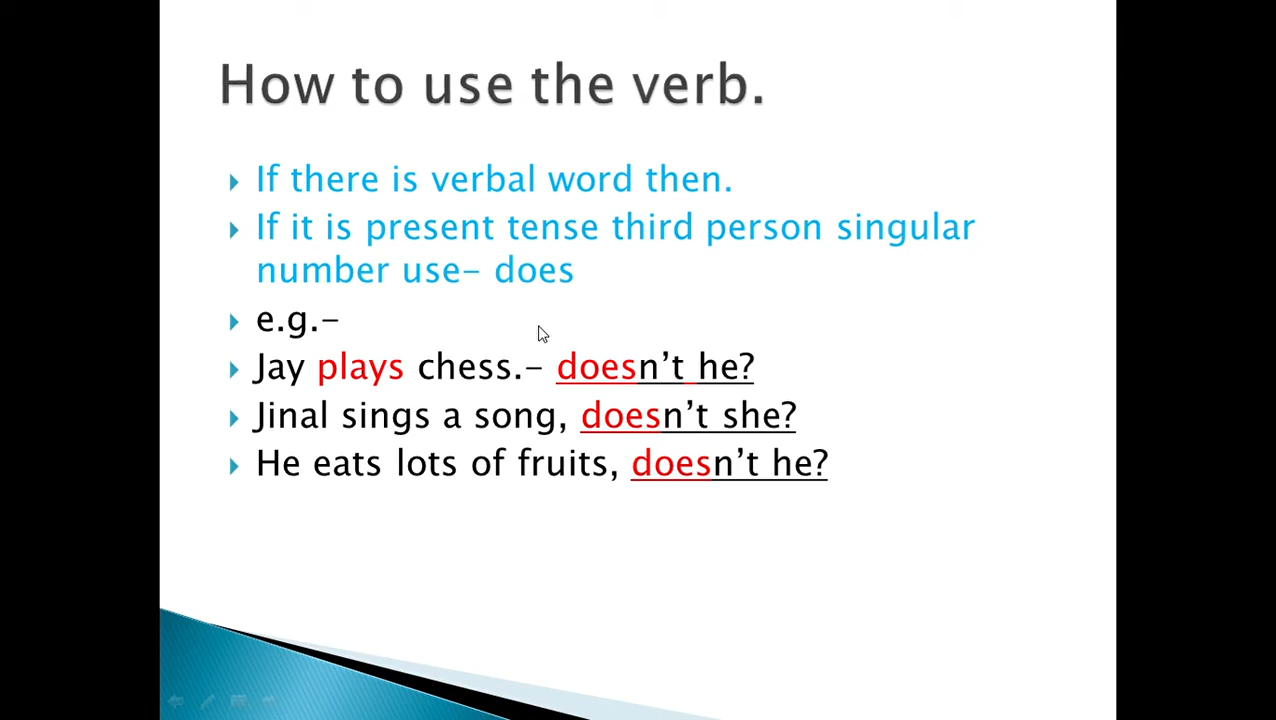 How to use the verb.
If there is verbal word then.
If it is present tense third person singular
number use- does
e.g.-
Jay plays chess.- doesn’t he?
Jinal sings a song, doesn’t she?
He eats lots of fruits, doesn’t he?